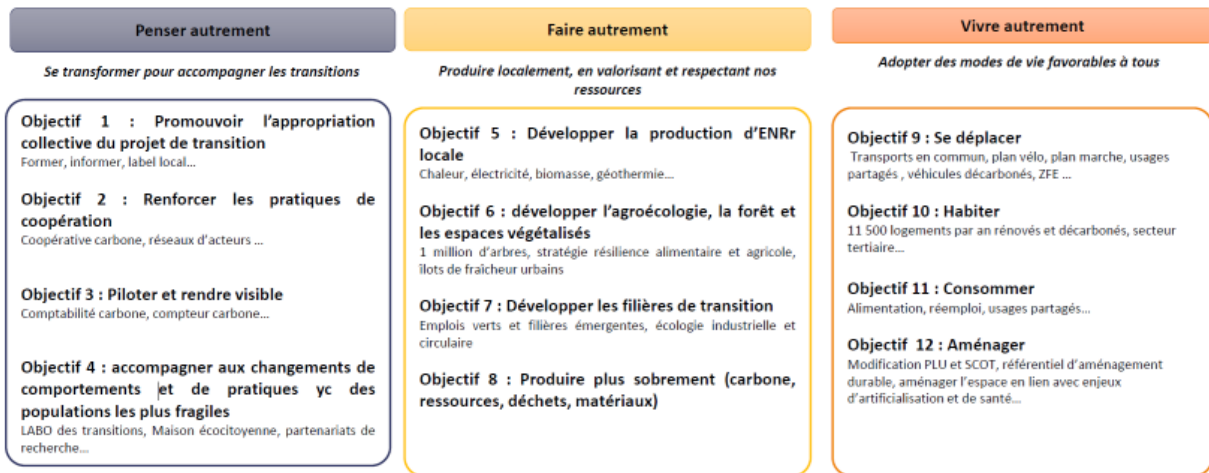 Penser autrement
Se transformer pour accompagner les transitions
Objectif 1 : Promouvoir l'appropriation
collective du projet de transition
Former, informer, label local...
Objectif 2 : Renforcer les pratiques de
coopération
Coopérative carbone, réseaux d'acteurs ...
Objectif 3 : Piloter et rendre visible
Comptabilité carbone, compteur carbone...
Objectif 4 : accompagner aux changements de
comportements et de pratiques yc des
populations les plus fragiles
LABO des transitions, Maison écocitoyenne, partenariats de
recherche...
Faire autrement
Produire localement, en valorisant et respectant nos
ressources
Objectif 5 : Développer la production d'ENRr
locale
Chaleur, électricité, biomasse, géothermie...
Objectif 6 : développer l'agroécologie, la forêt et
les espaces végétalisés
1 million d'arbres, stratégie résilience alimentaire et agricole,
îlots de fraîcheur urbains
Objectif 7 : Développer les filières de transition
Emplois verts et filières émergentes, écologie industrielle et
circulaire
Objectif 8 : Produire plus sobrement (carbone,
ressources, déchets, matériaux)
Vivre autrement
Adopter des modes de vie favorables à tous
Objectif 9 : Se déplacer
Transports en commun, plan vélo, plan marche, usages
partagés , véhicules décarbonés, ZFE ...
Objectif 10 : Habiter
11 500 logements par an rénovés et décarbonés, secteur
tertiaire...
Objectif 11 : Consommer
Alimentation, réemploi, usages partagés...
Objectif 12 : Aménager
Modification PLU et SCOT, référentiel d'aménagement
durable, aménager l'espace en lien avec enjeux
d'artificialisation et de santé...